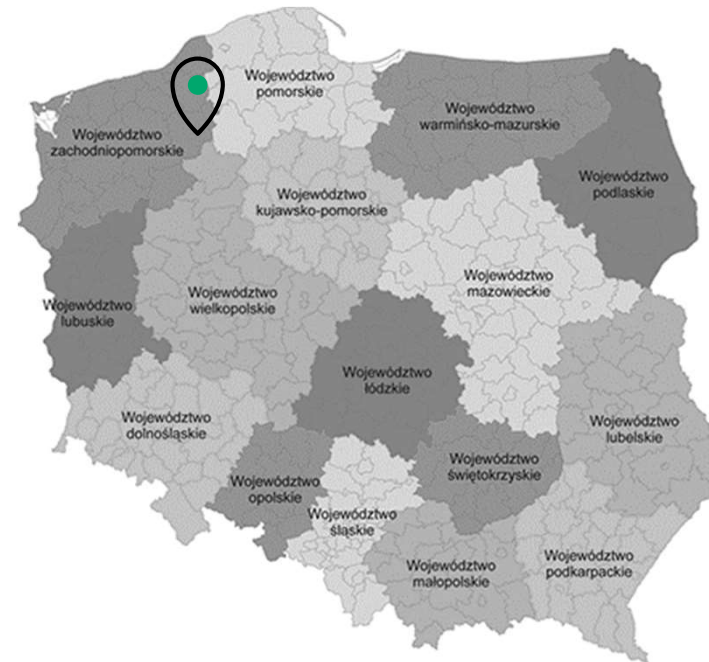 Województwo
pomorskie
Województwo
zachodniopomorskie
Województwo
warmińsko-mazurskie
Województwo
podlaskie
Województwo
kujawsko-pomorskie
Województwo
mazowieckie
Województwo
lubuskie
Województwo
wielkopolskie
Województwo
łódzkie
Województwo
dolnośląskie
Województwo
lubelskie
Województwo
opolskie
Województwo
świętokrzyskie
Województwo
śląskie
Województwo
małopolskie
Województwo
podkarpackie